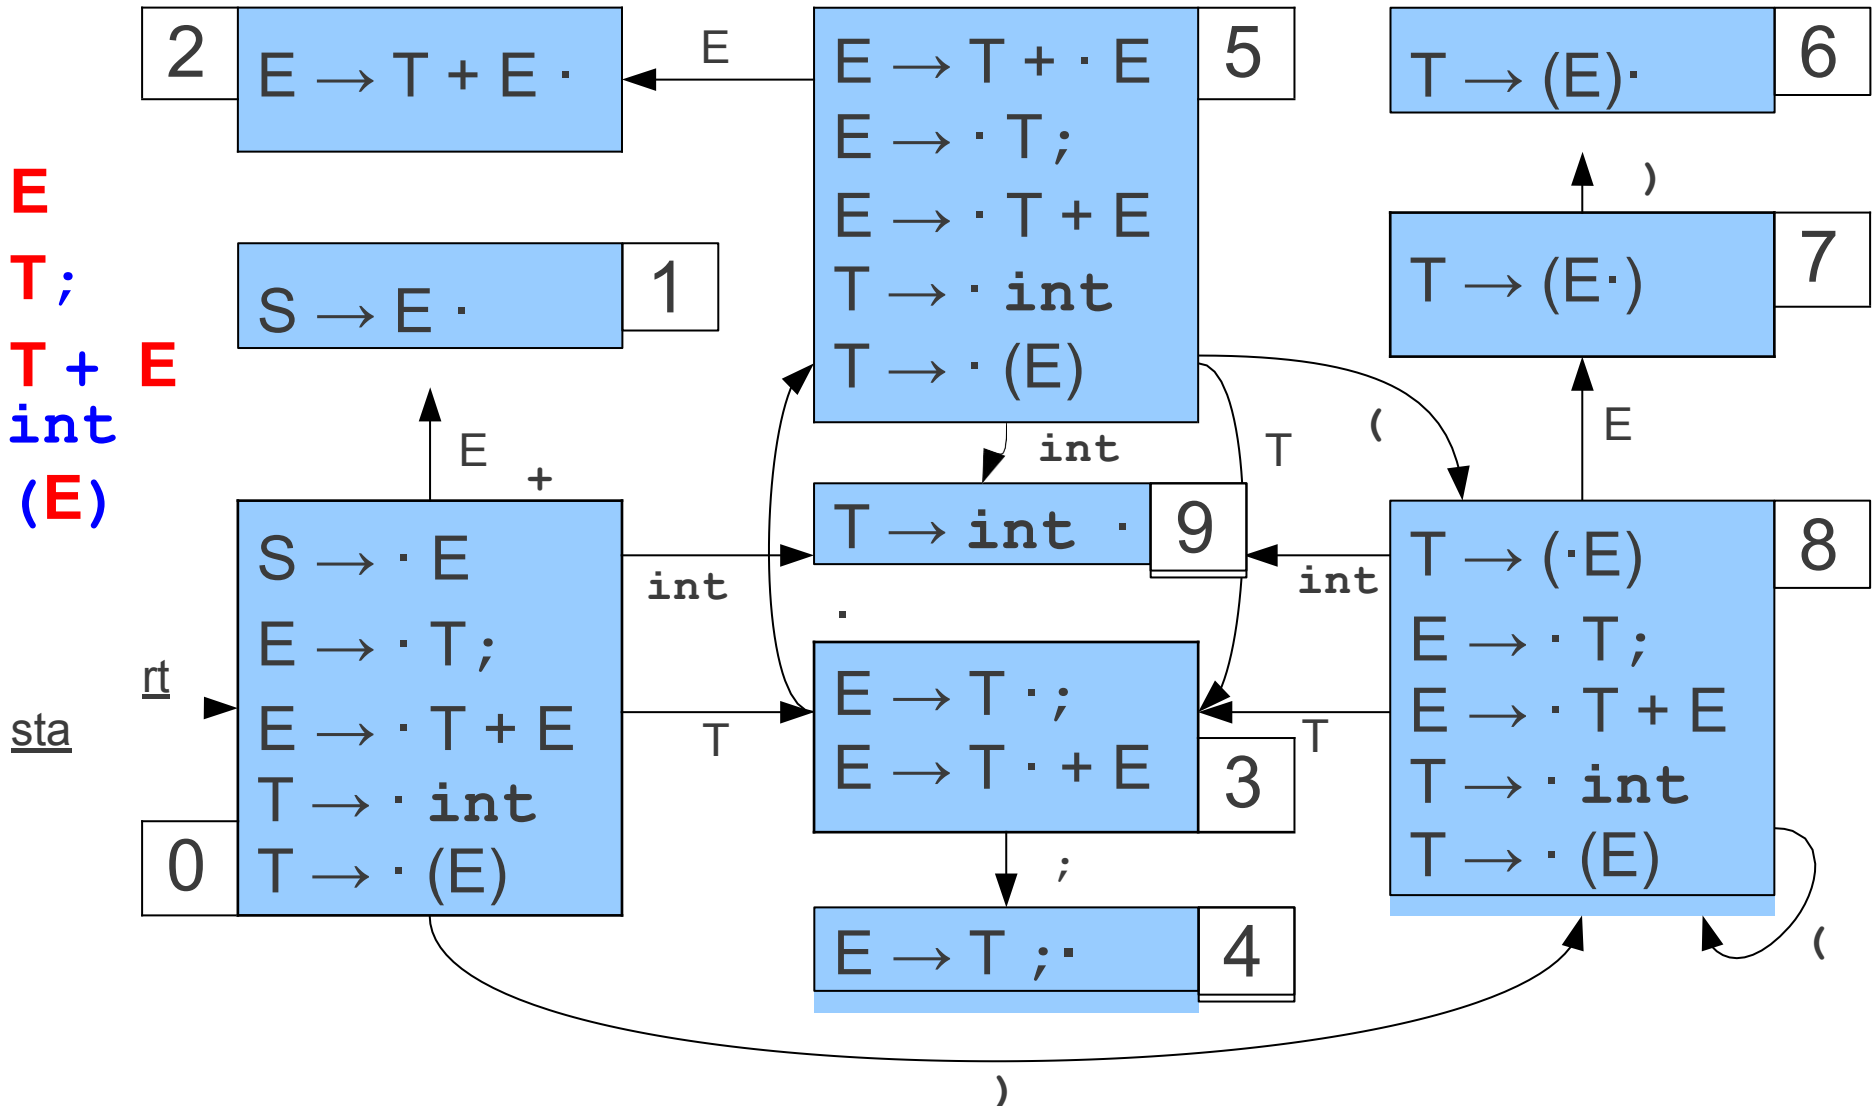 E
T ;
T + E
int
(E)
sta
rt
2
E → T + E ·
E
1
S → E ·
E
+
0
S → · E
E → · T ;
E → · T + E
T → · int
T → · (E)
int
T
5
E → T + · E
E → · T ;
E → · T + E
T → · int
T → · (E)
int
T
(
9
T → int ·
·
3
E → T · ;
E → T · + E
;
4
E → T ; ·
)
6
T → (E) ·
)
7
T → (E · )
E
8
T → ( · E)
E → · T ;
E → · T + E
T → · int
T → · (E)
int
T
(